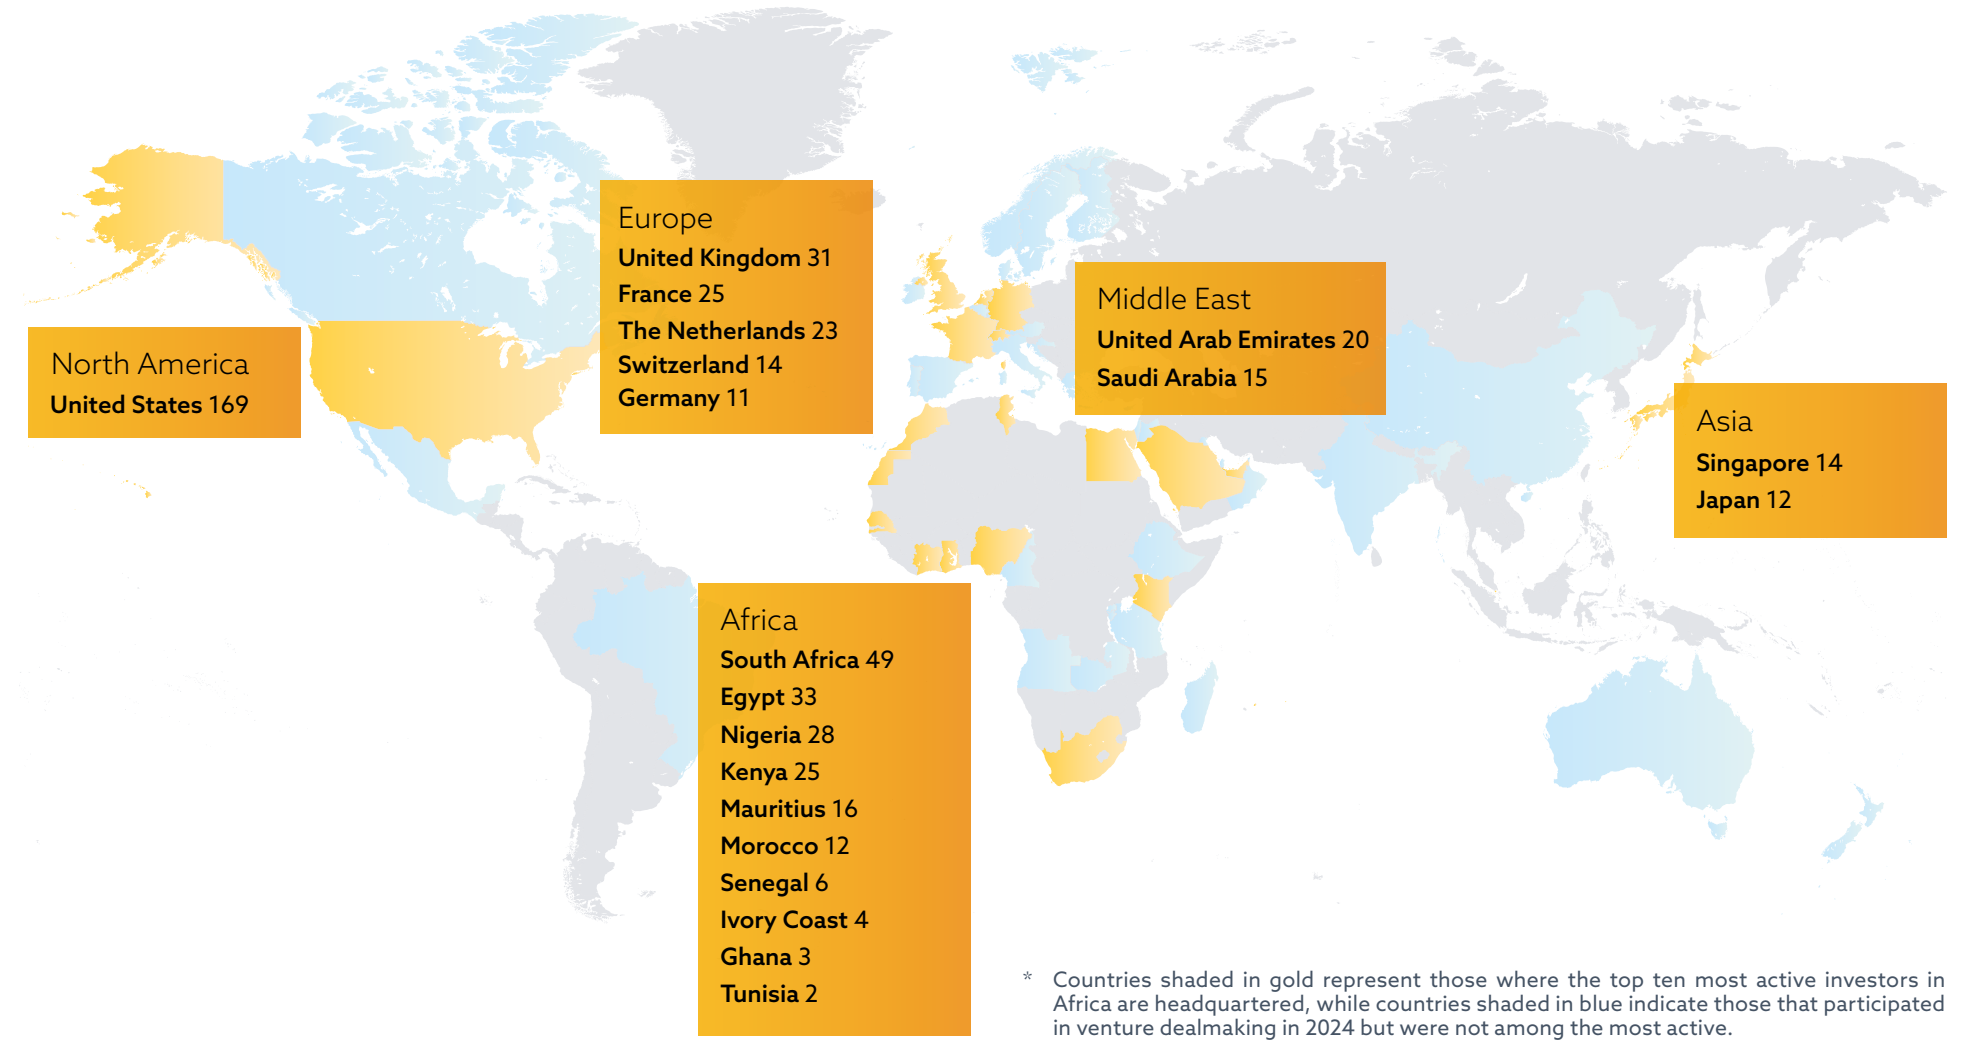 North America
United States 169
Europe
United Kingdom 31
France 25
The Netherlands 23
Switzerland 14
Germany 11
Middle East
United Arab Emirates 20
Saudi Arabia 15
Asia
Singapore 14
Japan 12
Africa
South Africa 49
Egypt 33
Nigeria 28
Kenya 25
Mauritius 16
Morocco 12
Senegal 6
Ivory Coast 4
Ghana 3
Tunisia 2
* Countries shaded in gold represent those where the top ten most active investors in
Africa are headquartered, while countries shaded in blue indicate those that participated
in venture dealmaking in 2024 but were not among the most active.